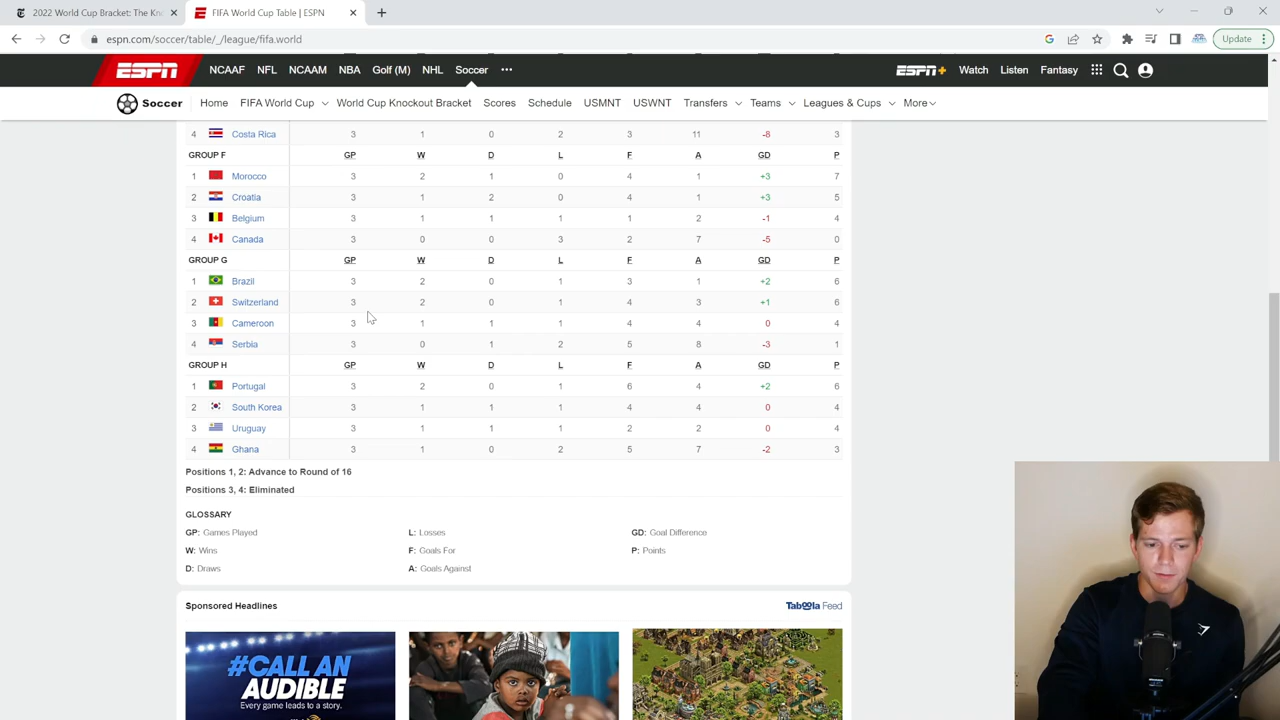 2022 World Cup Bracket: The Kn
FIFA World Cup Table | ESPN
espn.com/soccer/table/_/league/fifa.world
Update
ESPN NCAAF NFL NCAAM NBA Golf (M) NHL Soccer ESPN+ Watch Listen Fantasy
Soccer Home FIFA World Cup World Cup Knockout Bracket Scores Schedule USMNT USWNT Transfers Teams Leagues & Cups More
4 Costa Rica 3 1 0 2 3 11 -8 3
GROUP F GP W D L F A GD P
1 Morocco 3 2 1 0 4 1 +3 7
2 Croatia 3 1 2 0 4 1 +3 5
3 Belgium 3 1 1 1 1 2 -1 4
4 Canada 3 0 0 3 2 7 -5 0
GROUP G GP W D L F A GD P
1 Brazil 3 2 0 1 3 1 +2 6
2 Switzerland 3 2 0 1 4 3 +1 6
3 Cameroon 3 1 1 1 4 4 0 4
4 Serbia 3 0 1 2 5 8 -3 1
GROUP H GP W D L F A GD P
1 Portugal 3 2 0 1 6 4 +2 6
2 South Korea 3 1 1 1 4 4 0 4
3 Uruguay 3 1 1 1 2 2 0 4
4 Ghana 3 1 0 2 5 7 -2 3
Positions 1, 2: Advance to Round of 16
Positions 3, 4: Eliminated
GLOSSARY
GP: Games Played L: Losses GD: Goal Difference
W: Wins F: Goals For P: Points
D: Draws A: Goals Against
Sponsored Headlines Taboola Feed
#CALL AN
AUDIBLE
Every game leads to a story.